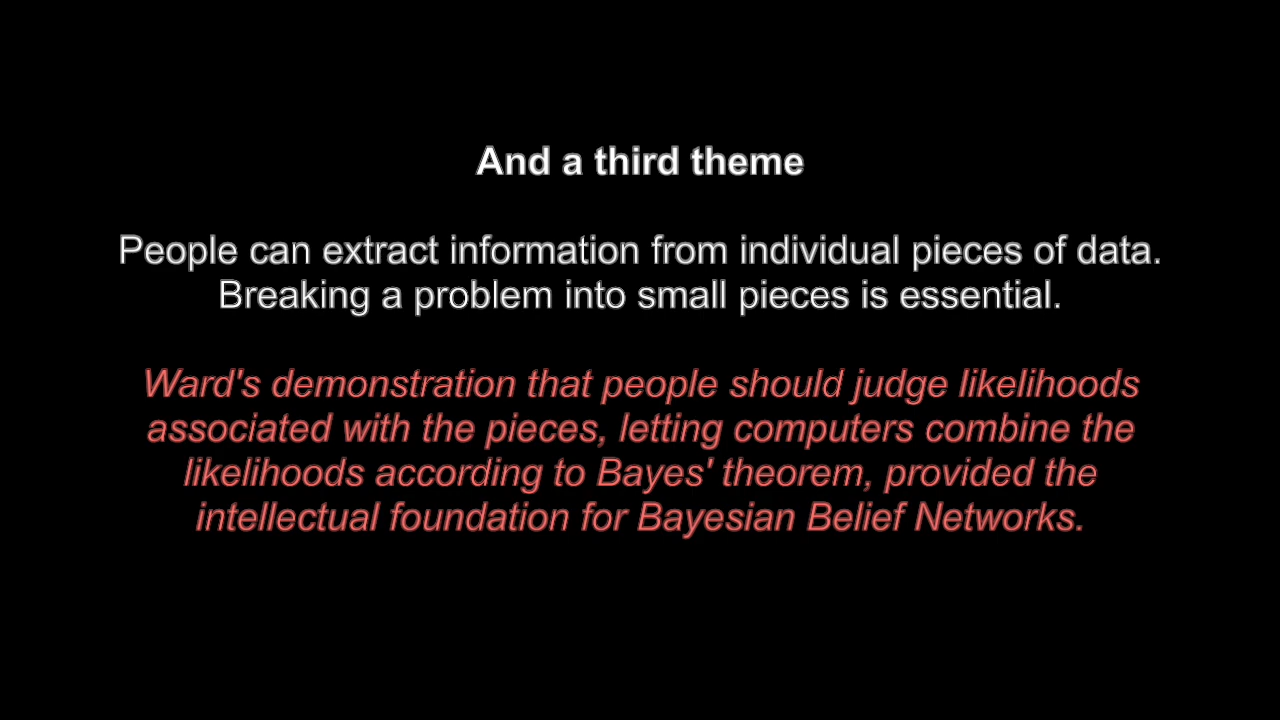 And a third theme
People can extract information from individual pieces of data.
Breaking a problem into small pieces is essential.
Ward's demonstration that people should judge likelihoods
associated with the pieces, letting computers combine the
likelihoods according to Bayes' theorem, provided the
intellectual foundation for Bayesian Belief Networks.